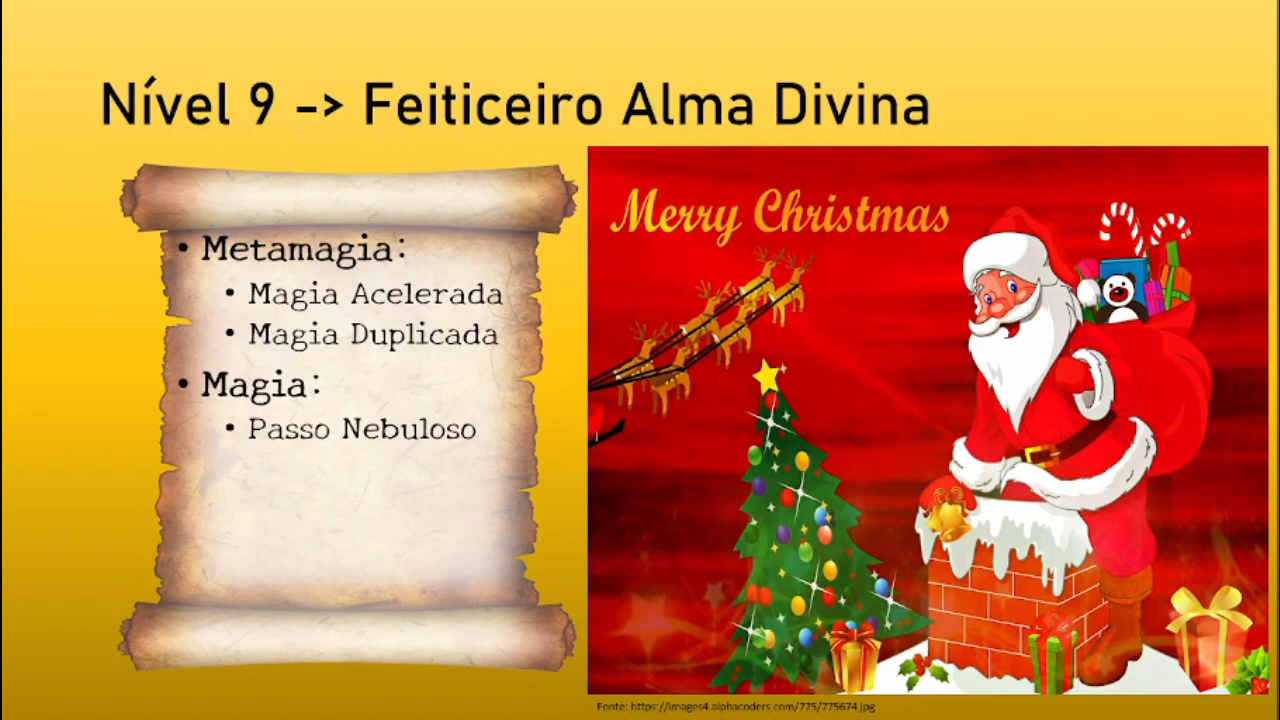 Nível 9 -> Feiticeiro Alma Divina
• Metamagia:
• Magia Acelerada
• Magia Duplicada
• Magia:
• Passo Nebuloso
Merry Christmas
Fonte: https://images4.alphacoders.com/775/775674.jpg